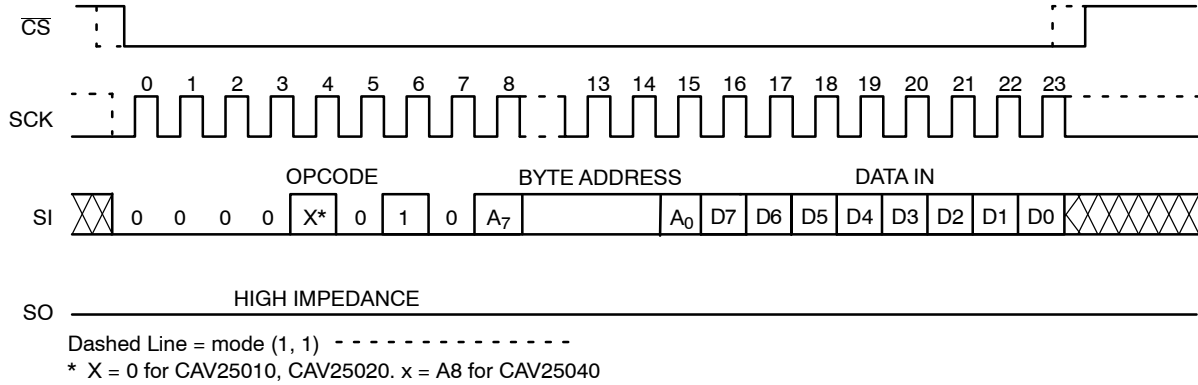 CS
0 1 2 3 4 5 6 7 8 13 14 15 16 17 18 19 20 21 22 23
SCK
OPCODE BYTE ADDRESS DATA IN
SI 0 0 0 0 X* 0 1 0 A7 A0 D7 D6 D5 D4 D3 D2 D1 D0
HIGH IMPEDANCE
SO
Dashed Line = mode (1, 1) - - - - - - - - - - - - - -
* X = 0 for CAV25010, CAV25020. x = A8 for CAV25040